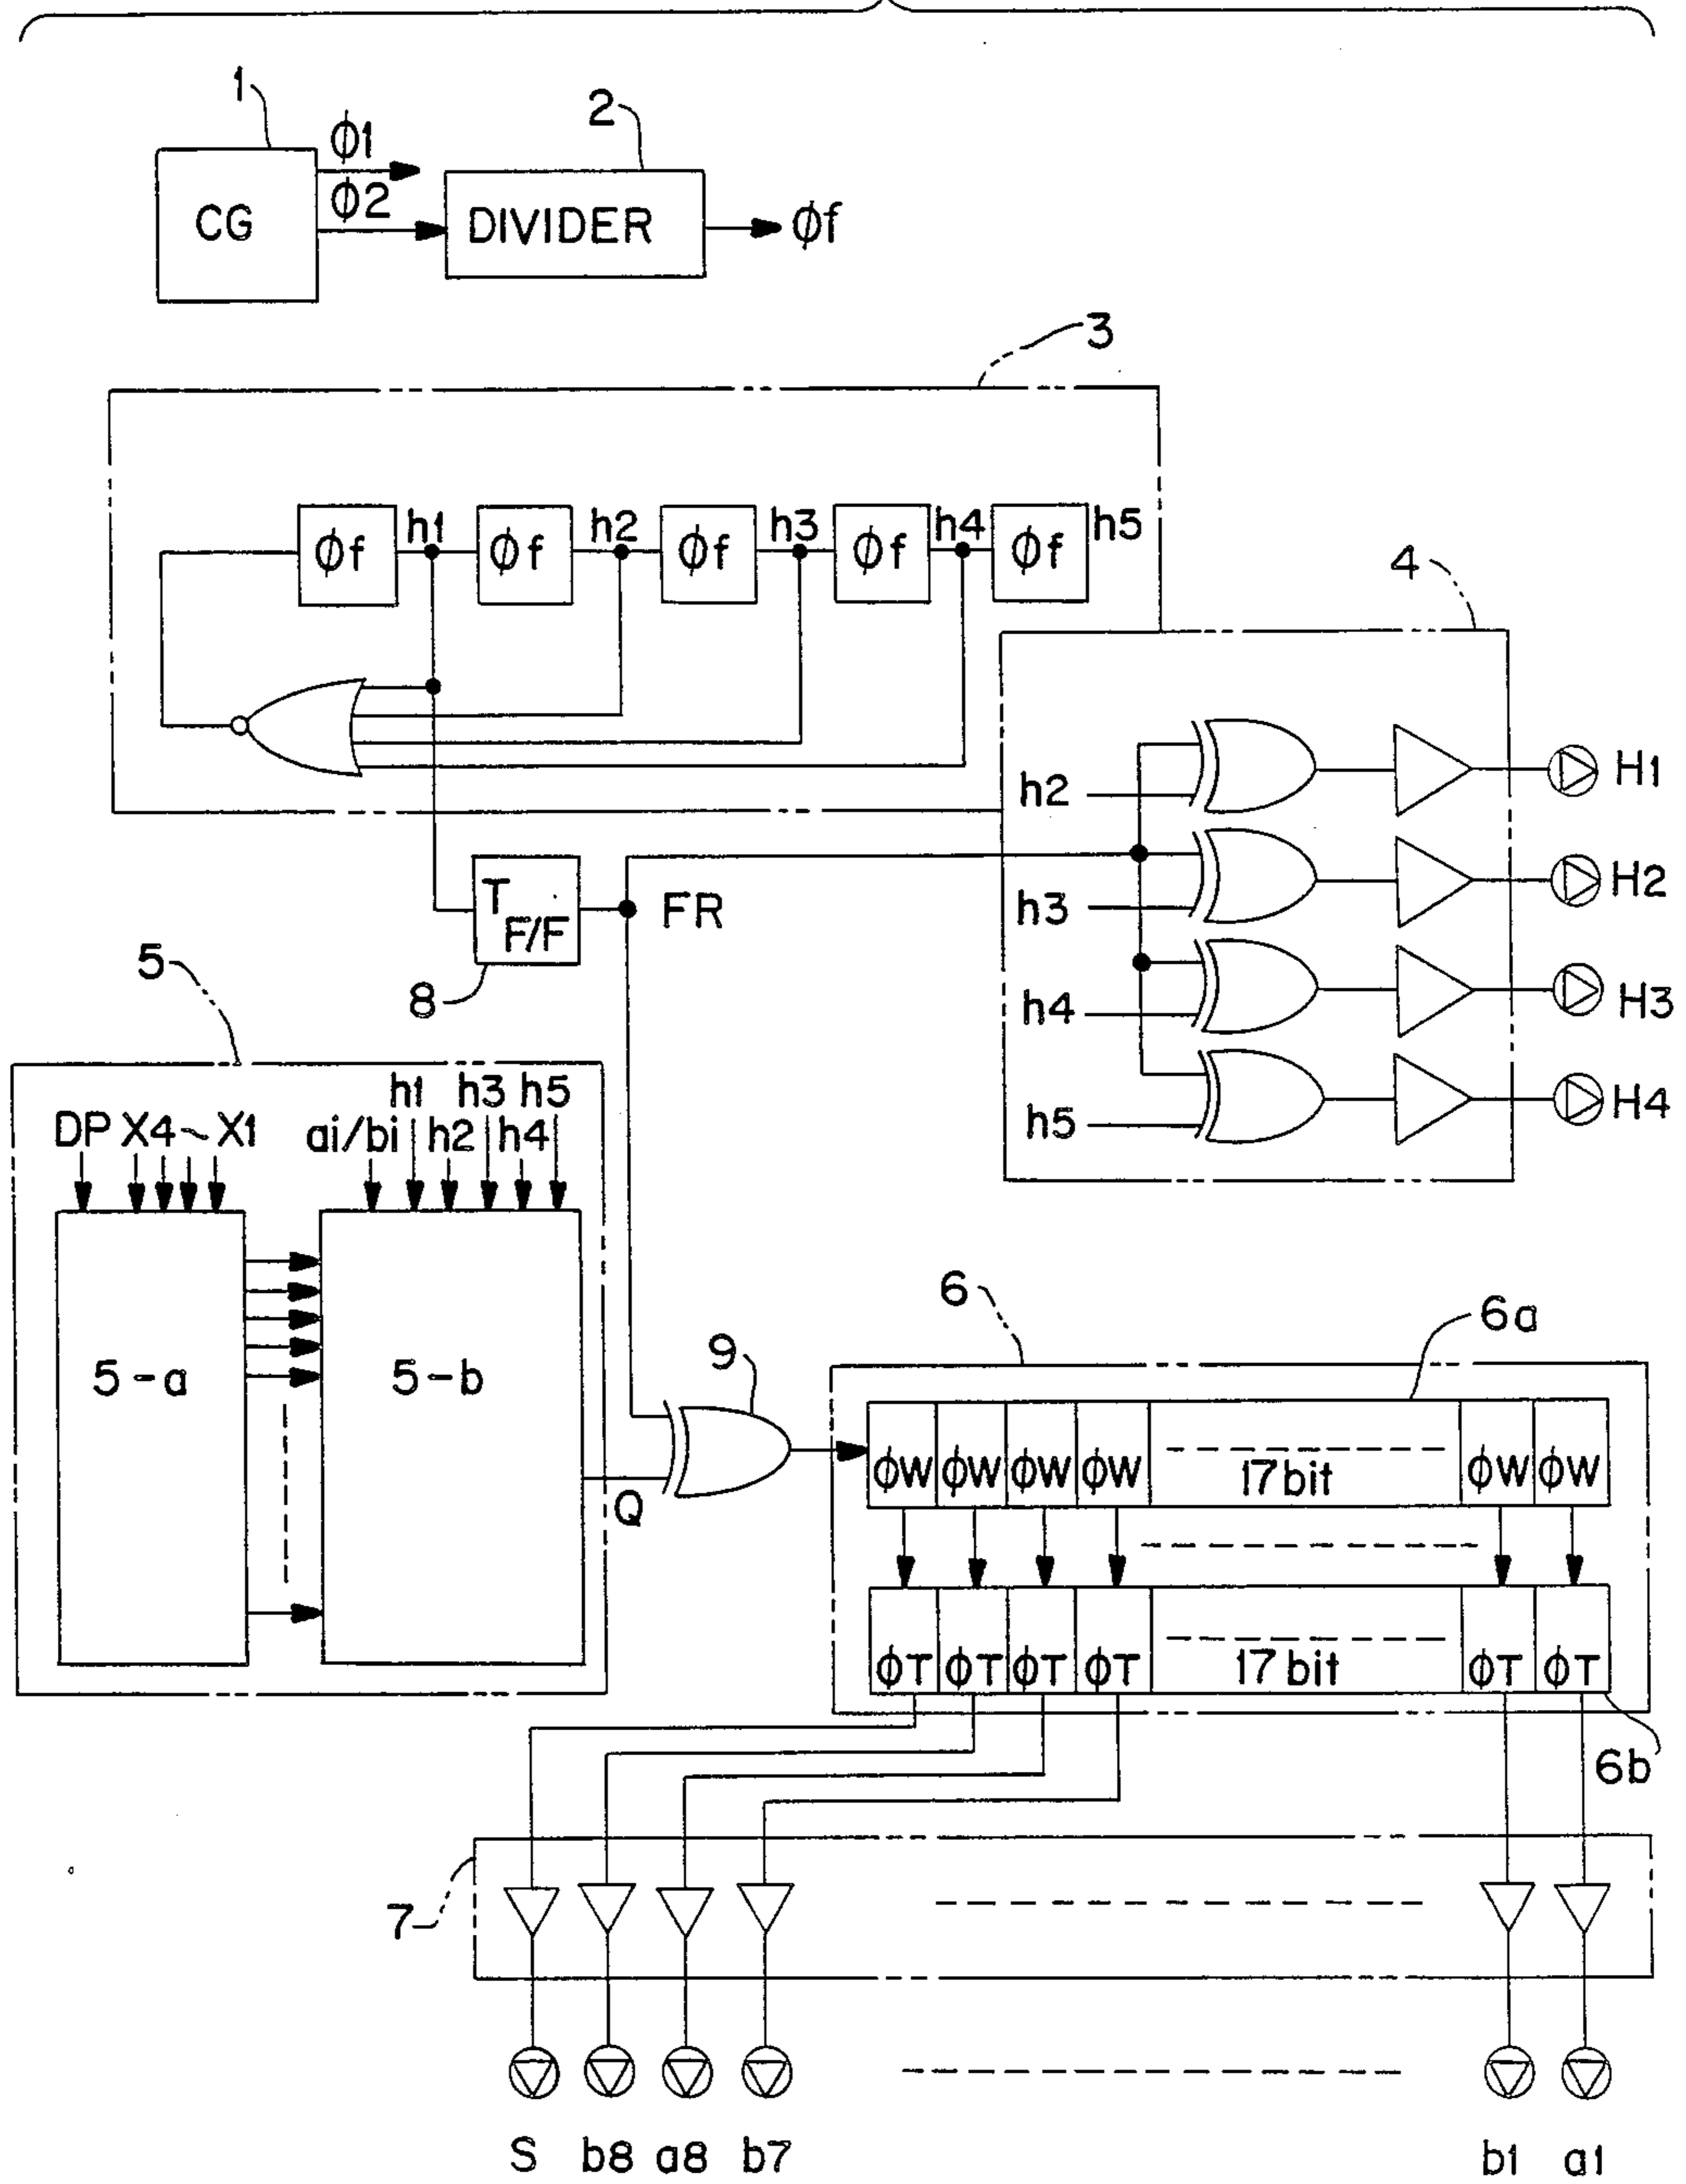 1
ϕ1
2
ϕ2
CG
DIVIDER
ϕf
3
h1
h2
h3
h4
h5
ϕf
ϕf
ϕf
ϕf
ϕf
4
h2
H1
T
F/F
FR
h3
H2
8
h4
H3
5
h5
H4
h1
h3
h5
DP
X4~X1
ai/bi
h2
h4
5-a
5-b
Q
9
6
6a
ϕW
ϕW
ϕW
ϕW
17bit
ϕW
ϕW
ϕT
ϕT
ϕT
ϕT
17bit
ϕT
ϕT
6b
7
S
b8
a8
b7
b1
a1